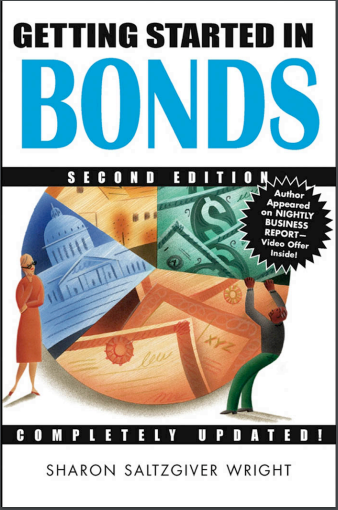 GETTING STARTED IN
BONDS
SECOND EDITION
Author
Appeared
on NIGHTLY
BUSINESS
REPORT—
Video Offer
Inside!
XYZ
COMPLETELY UPDATED!
SHARON SALTZGIVER WRIGHT